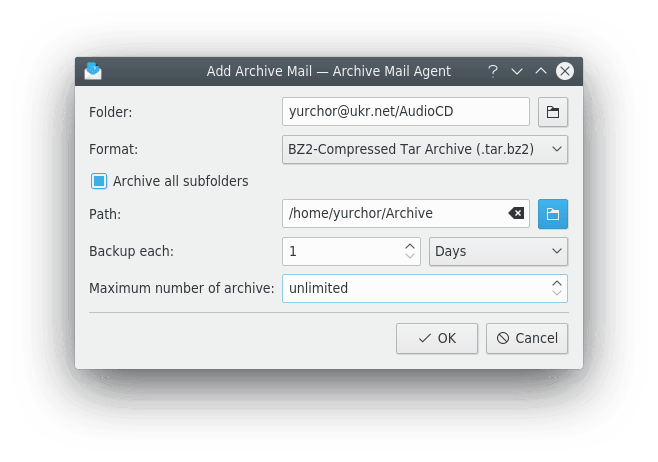 Add Archive Mail — Archive Mail Agent
Folder: yurchor@ukr.net/AudioCD
Format: BZ2-Compressed Tar Archive (.tar.bz2)
Archive all subfolders
Path: /home/yurchor/Archive
Backup each: 1 Days
Maximum number of archive: unlimited
OK Cancel